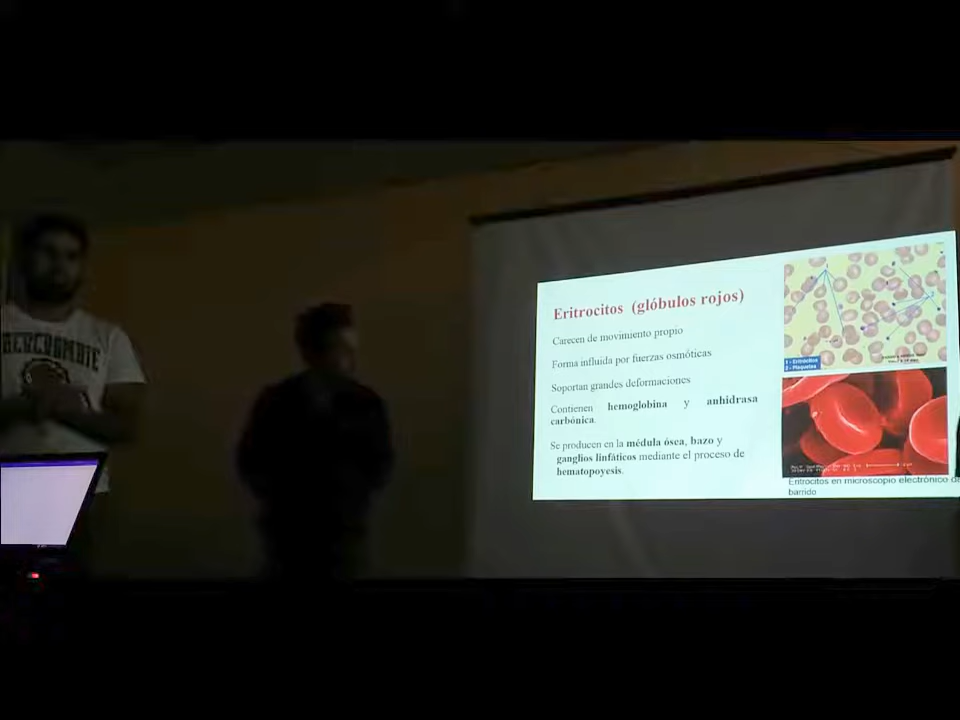 ABERCROMBIE
Eritrocitos (glóbulos rojos)
Carecen de movimiento propio
Forma influida por fuerzas osmóticas
Soportan grandes deformaciones
Contienen hemoglobina y anhidrasa
carbónica.
Se producen en la médula ósea, bazo y
ganglios linfáticos mediante el proceso de
hematopoyesis.
1 - Eritrocitos
2 - Plaquetas
Eritrocitos en microscopio electrónico de
barrido